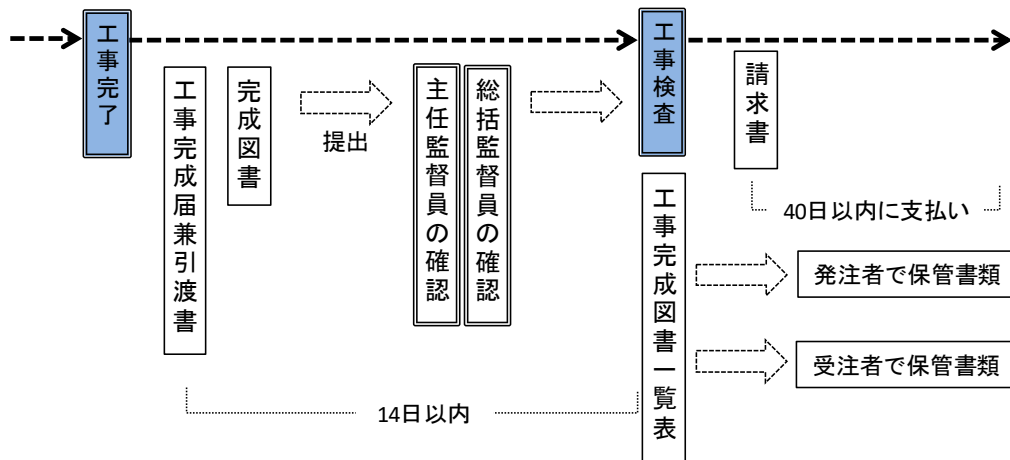 工事完了
工事完成届兼引渡書
完成図書
提出
主任監督員の確認
総括監督員の確認
14日以内
工事検査
工事完成図書一覧表
請求書
40日以内に支払い
発注者で保管書類
受注者で保管書類